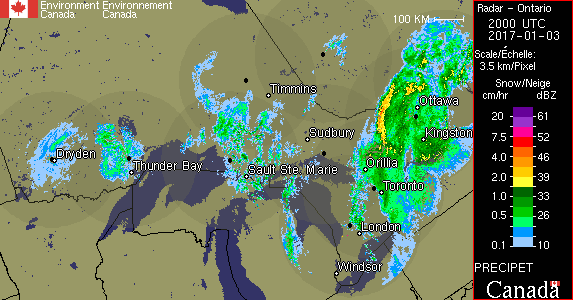 Environment Environnement
Canada Canada
100 KM
Timmins
Ottawa
Sudbury
Kingston
Dryden
Thunder Bay
Sault Ste. Marie
Orillia
Toronto
London
Windsor
Radar - Ontario
2000 UTC
2017-01-03
Scale/Échelle:
3.5 km/Pixel
Snow/Neige
cm/hr dBZ
20 61
7.5 52
4.0 46
2.0 39
1.0 33
0.5 26
0.1 10
PRECIPET
Canada